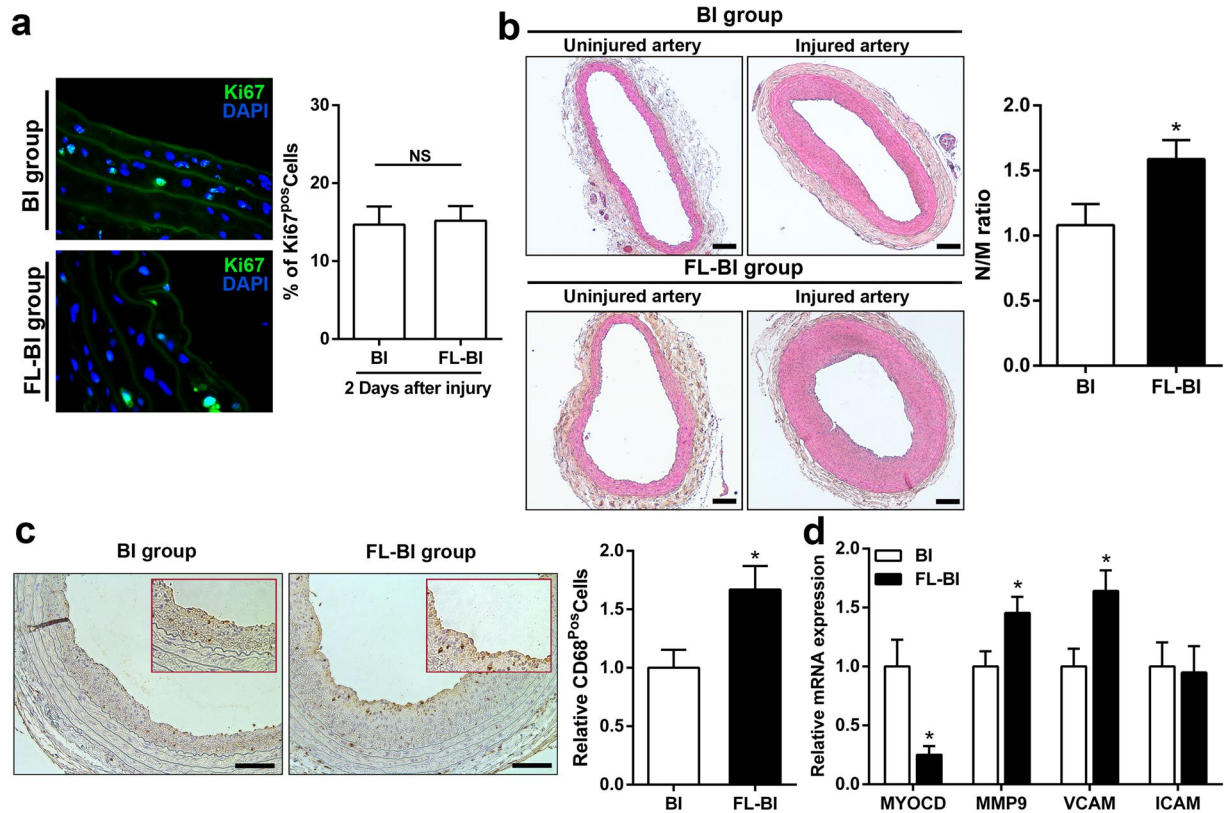 a
BI group
Ki67
DAPI
FL-BI group
Ki67
DAPI
% of Ki67posCells
30
20
10
0
NS
BI
FL-BI
2 Days after injury
b
BI group
Uninjured artery
Injured artery
FL-BI group
Uninjured artery
Injured artery
N/M ratio
2.0
1.5
1.0
0.5
0.0
*
BI
FL-BI
c
BI group
FL-BI group
Relative CD68PosCells
2.0
1.5
1.0
0.5
0.0
*
BI
FL-BI
d
Relative mRNA expression
2.0
1.5
1.0
0.5
0.0
BI
FL-BI
*
*
*
MYOCD
MMP9
VCAM
ICAM